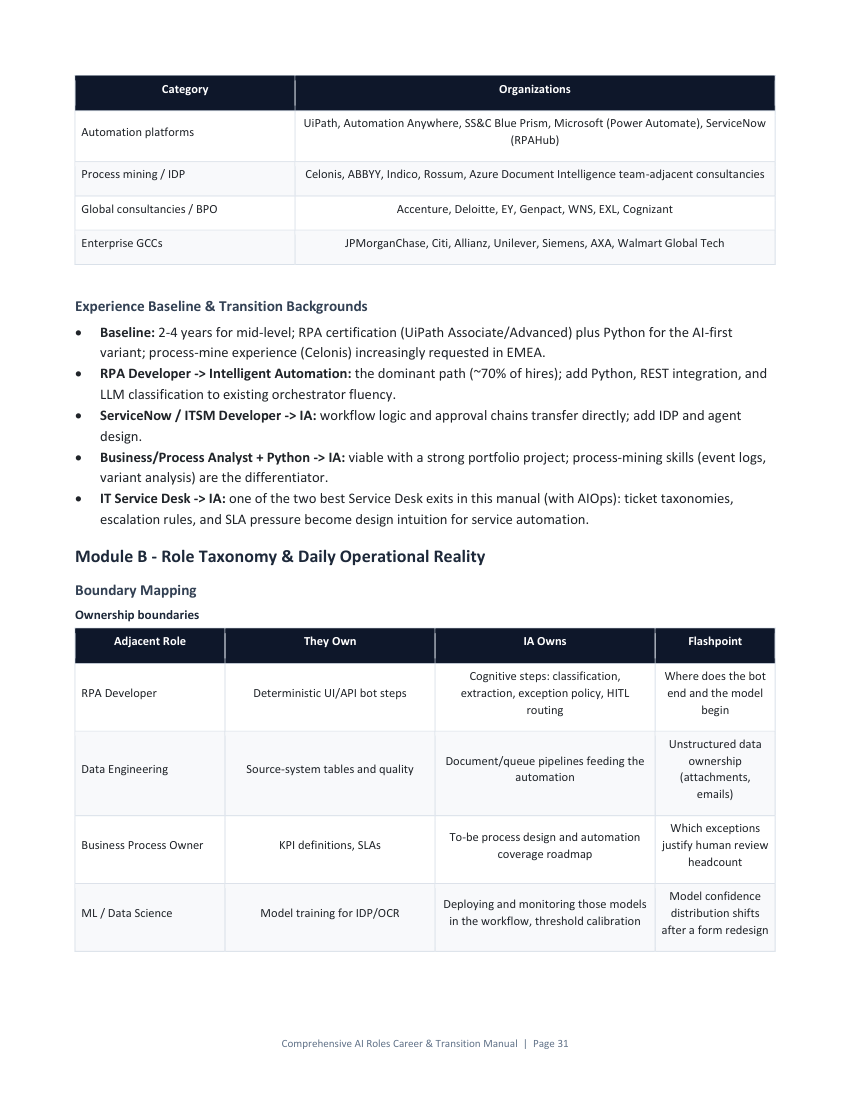 Category Organizations
Automation platforms UiPath, Automation Anywhere, SS&C Blue Prism, Microsoft (Power Automate), ServiceNow
(RPAHub)
Process mining / IDP Celonis, ABBYY, Indico, Rossum, Azure Document Intelligence team-adjacent consultancies
Global consultancies / BPO Accenture, Deloitte, EY, Genpact, WNS, EXL, Cognizant
Enterprise GCCs JPMorganChase, Citi, Allianz, Unilever, Siemens, AXA, Walmart Global Tech
Experience Baseline & Transition Backgrounds
• Baseline: 2-4 years for mid-level; RPA certification (UiPath Associate/Advanced) plus Python for the AI-first
variant; process-mine experience (Celonis) increasingly requested in EMEA.
• RPA Developer -> Intelligent Automation: the dominant path (~70% of hires); add Python, REST integration, and
LLM classification to existing orchestrator fluency.
• ServiceNow / ITSM Developer -> IA: workflow logic and approval chains transfer directly; add IDP and agent
design.
• Business/Process Analyst + Python -> IA: viable with a strong portfolio project; process-mining skills (event logs,
variant analysis) are the differentiator.
• IT Service Desk -> IA: one of the two best Service Desk exits in this manual (with AIOps): ticket taxonomies,
escalation rules, and SLA pressure become design intuition for service automation.
Module B - Role Taxonomy & Daily Operational Reality
Boundary Mapping
Ownership boundaries
Adjacent Role They Own IA Owns Flashpoint
RPA Developer
Deterministic UI/API bot steps
Cognitive steps: classification,
extraction, exception policy, HITL
routing
Where does the bot
end and the model
begin
Data Engineering
Source-system tables and quality
Document/queue pipelines feeding the
automation
Unstructured data
ownership
(attachments,
emails)
Business Process Owner
KPI definitions, SLAs
To-be process design and automation
coverage roadmap
Which exceptions
justify human review
headcount
ML / Data Science
Model training for IDP/OCR
Deploying and monitoring those models
in the workflow, threshold calibration
Model confidence
distribution shifts
after a form redesign
Comprehensive AI Roles Career & Transition Manual | Page 31